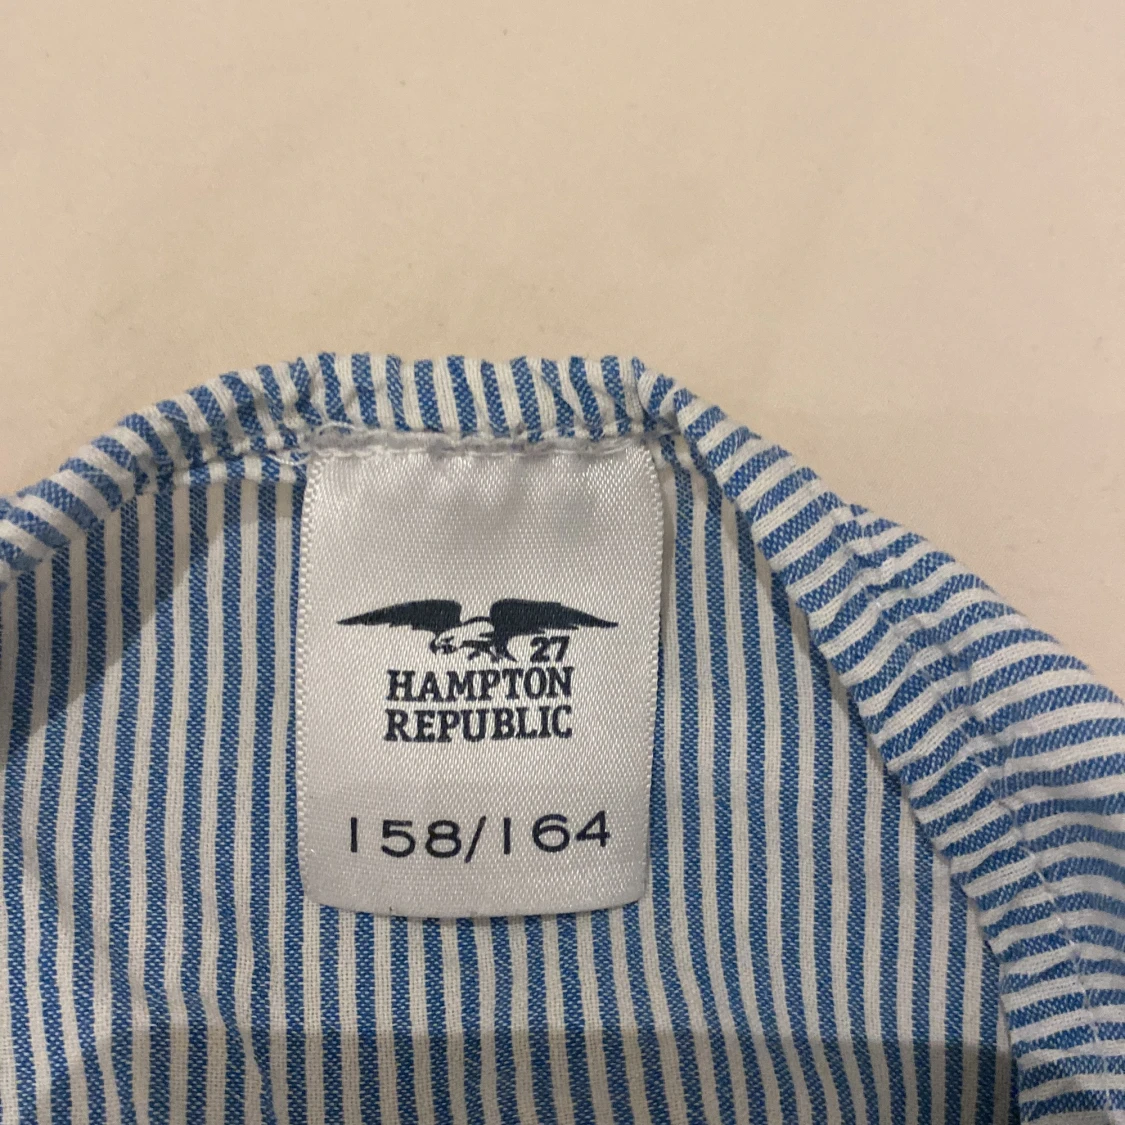 27
HAMPTON
REPUBLIC
158/164